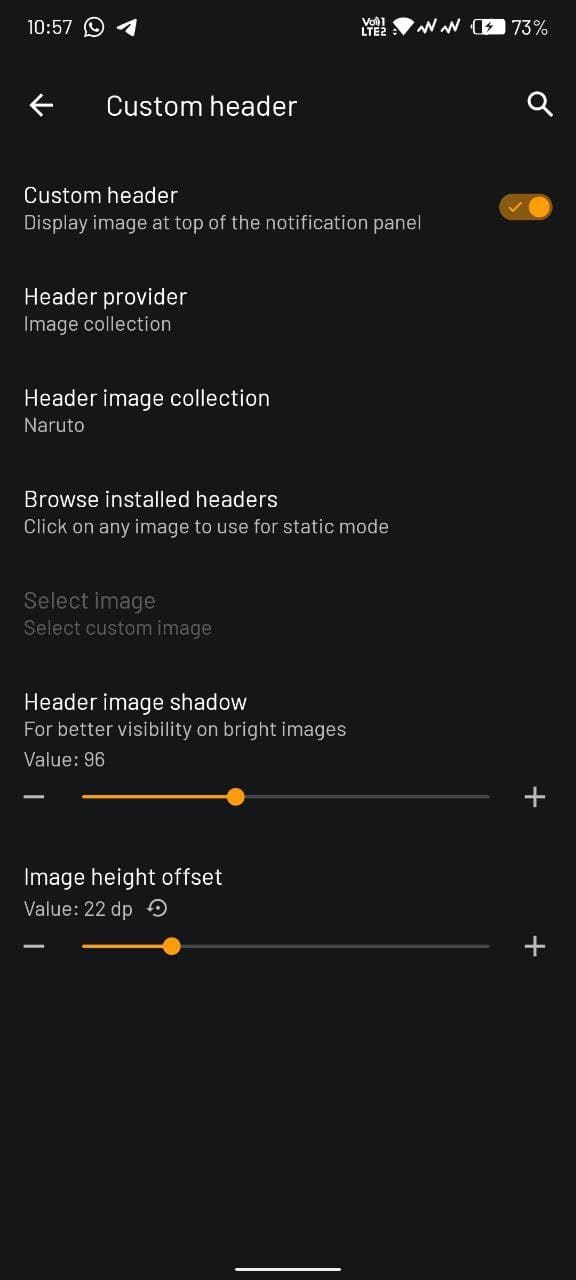 10:57 Vo1 LTE2 73%
Custom header
Custom header
Display image at top of the notification panel
Header provider
Image collection
Header image collection
Naruto
Browse installed headers
Click on any image to use for static mode
Select image
Select custom image
Header image shadow
For better visibility on bright images
Value: 96
Image height offset
Value: 22 dp